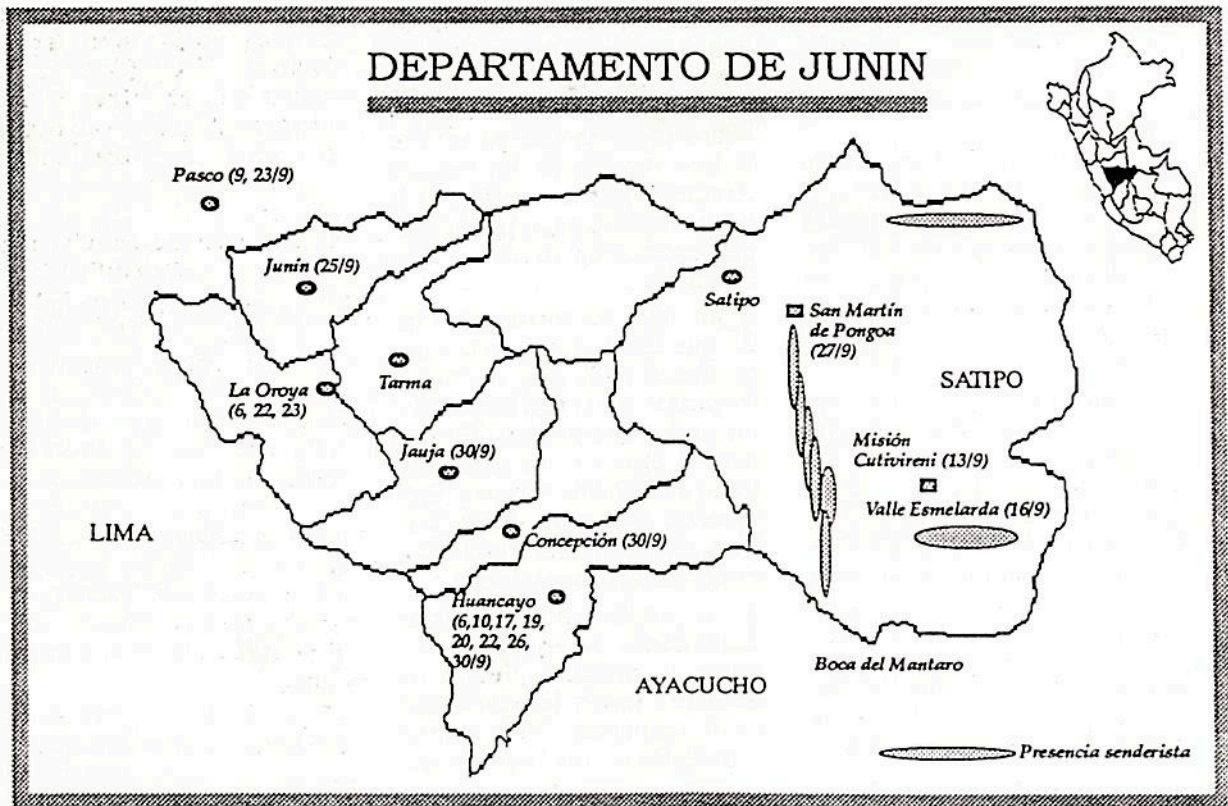 DEPARTAMENTO DE JUNIN
Pasco (9, 23/9)
Junín (25/9)
Satipo
San Martín
de Pongoa
(27/9)
La Oroya
(6, 22, 23)
Tarma
SATIPO
Jauja (30/9)
Misión
Cutivireni (13/9)
Valle Esmelarda (16/9)
LIMA
Concepción (30/9)
Huancayo
(6,10,17, 19,
20, 22, 26,
30/9)
Boca del Mantaro
AYACUCHO
Presencia senderista